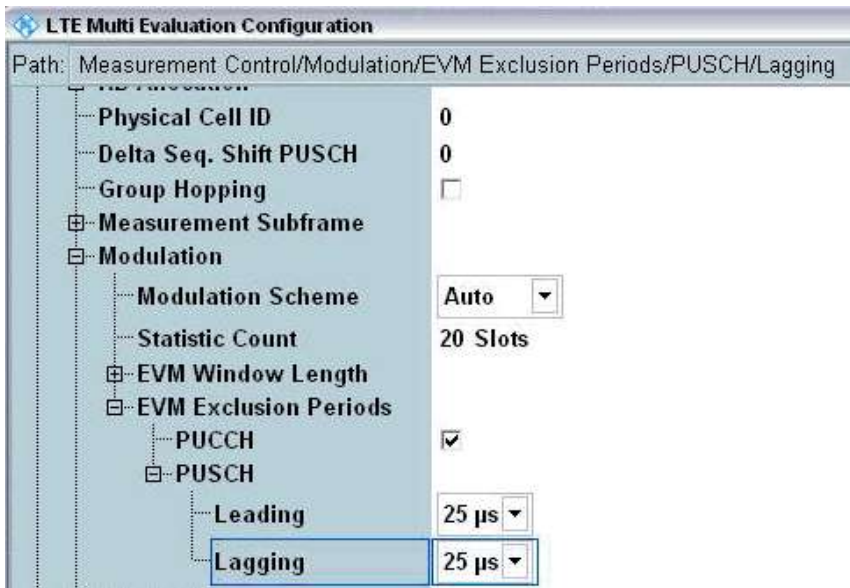 LTE Multi Evaluation Configuration
Path: Measurement Control/Modulation/EVM Exclusion Periods/PUSCH/Lagging
Physical Cell ID 0
Delta Seq. Shift PUSCH 0
Group Hopping
Measurement Subframe
Modulation
Modulation Scheme Auto
Statistic Count 20 Slots
EVM Window Length
EVM Exclusion Periods
PUCCH
PUSCH
Leading 25 µs
Lagging 25 µs